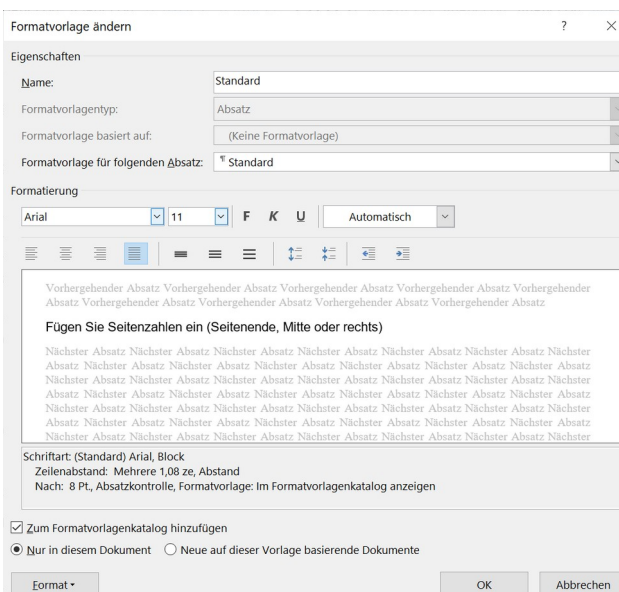 Formatvorlage ändern ? ×
Eigenschaften
Name: Standard
Formatvorlagentyp: Absatz
Formatvorlage basiert auf: (Keine Formatvorlage)
Formatvorlage für folgenden Absatz: ¶ Standard
Formatierung
Arial 11 F K U Automatisch
Vorhergehender Absatz Vorhergehender Absatz Vorhergehender Absatz Vorhergehender Absatz Vorhergehender
Absatz Vorhergehender Absatz Vorhergehender Absatz Vorhergehender Absatz Vorhergehender Absatz
Fügen Sie Seitenzahlen ein (Seitenende, Mitte oder rechts)
Nächster Absatz Nächster Absatz Nächster Absatz Nächster Absatz Nächster Absatz Nächster Absatz Nächster
Absatz Nächster Absatz Nächster Absatz Nächster Absatz Nächster Absatz Nächster Absatz Nächster Absatz
Nächster Absatz Nächster Absatz Nächster Absatz Nächster Absatz Nächster Absatz Nächster Absatz Nächster
Absatz Nächster Absatz Nächster Absatz Nächster Absatz Nächster Absatz Nächster Absatz Nächster Absatz
Nächster Absatz Nächster Absatz Nächster Absatz Nächster Absatz Nächster Absatz Nächster Absatz Nächster
Absatz Nächster Absatz Nächster Absatz Nächster Absatz Nächster Absatz Nächster Absatz Nächster Absatz
Nächster Absatz Nächster Absatz Nächster Absatz Nächster Absatz Nächster Absatz Nächster Absatz Nächster
Schriftart: (Standard) Arial, Block
Zeilenabstand: Mehrere 1,08 ze, Abstand
Nach: 8 Pt., Absatzkontrolle, Formatvorlage: Im Formatvorlagenkatalog anzeigen
Zum Formatvorlagenkatalog hinzufügen
Nur in diesem Dokument Neue auf dieser Vorlage basierende Dokumente
Format OK Abbrechen